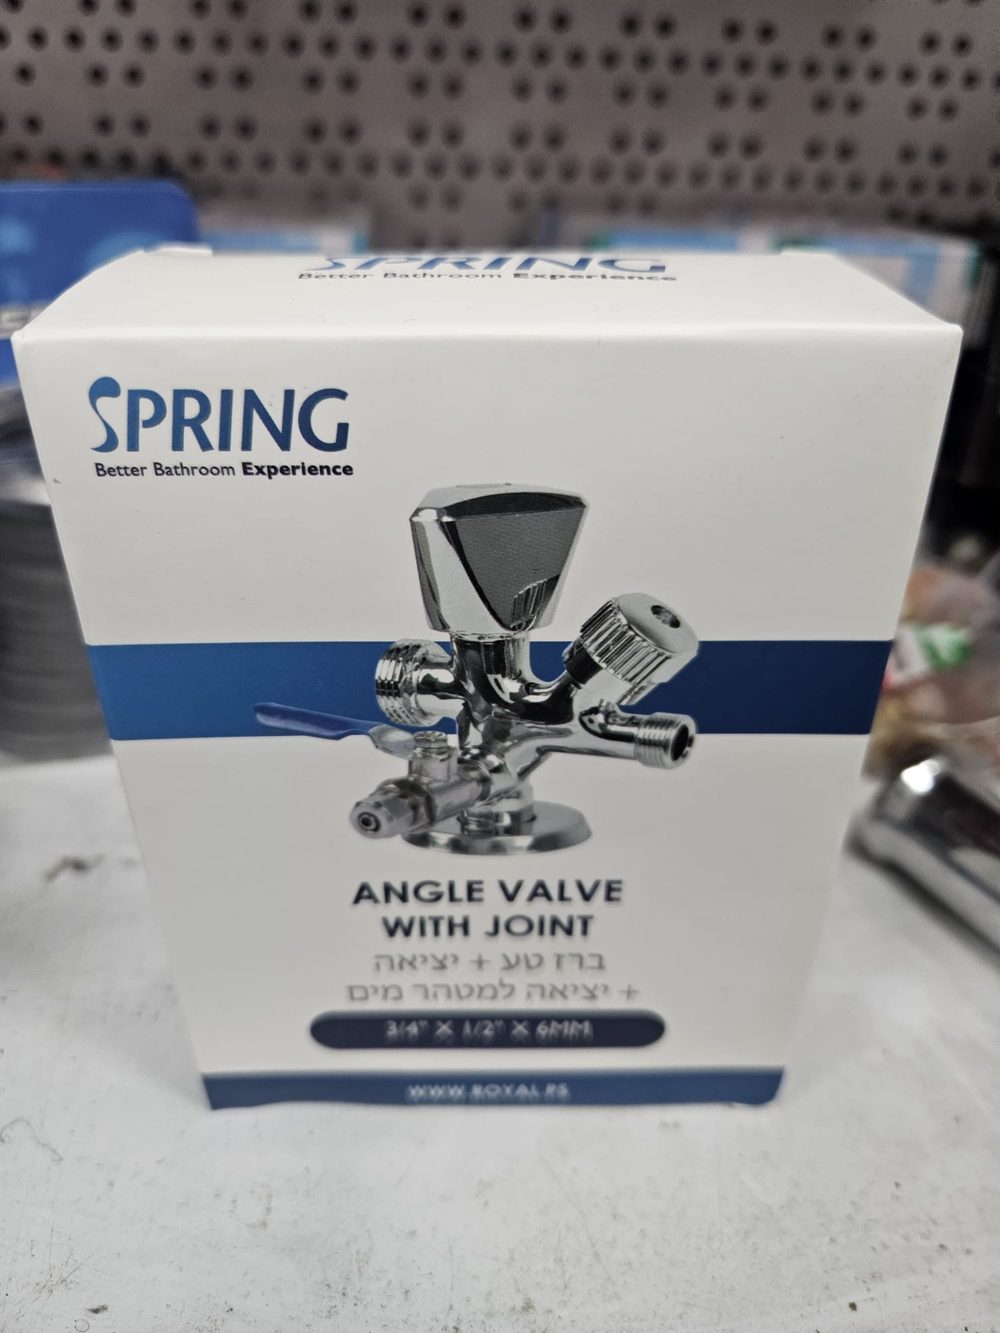 SPRING
Better Bathroom Experience
SPRING
Better Bathroom Experience
ANGLE VALVE
WITH JOINT
ברז טע + יציאה
+ יציאה למטהר מים
3/4" X 1/2" X 6MM
WWW.ROYAL.PS